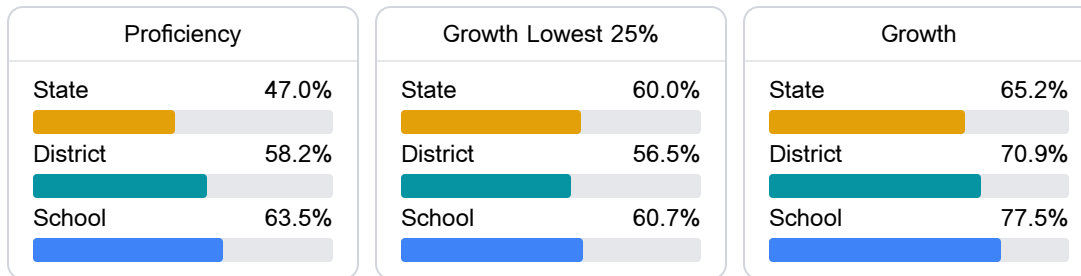 Proficiency
State 47.0%
District 58.2%
School 63.5%
Growth Lowest 25%
State 60.0%
District 56.5%
School 60.7%
Growth
State 65.2%
District 70.9%
School 77.5%